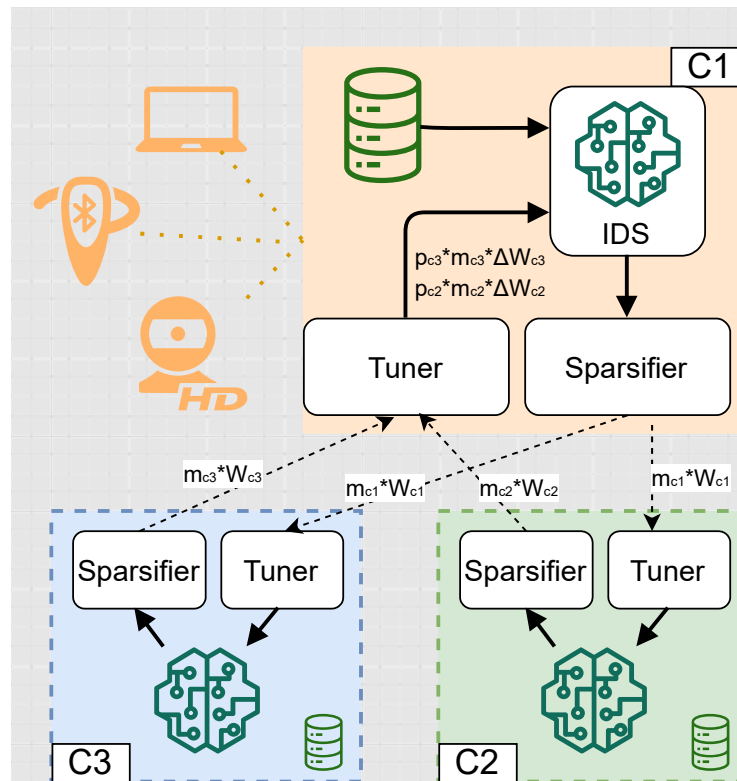 C1
IDS
pc3*mc3*ΔWc3
pc2*mc2*ΔWc2
Tuner
Sparsifier
HD
mc3*Wc3
mc1*Wc1
mc2*Wc2
mc1*Wc1
Sparsifier
Tuner
Sparsifier
Tuner
C3
C2